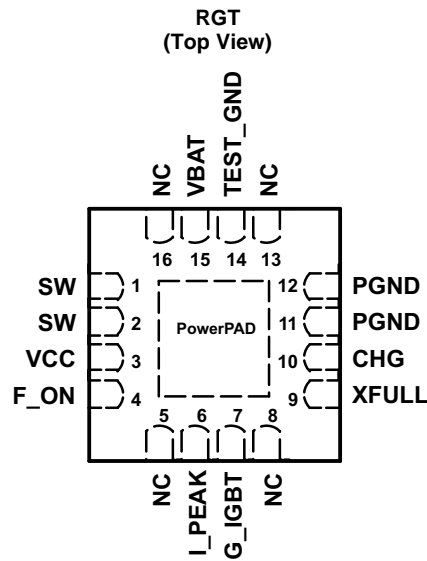 RGT
(Top View)
NC
VBAT
TEST_GND
NC
16
15
14
13
SW
1
12
PGND
SW
2
PowerPAD
11
PGND
VCC
3
10
CHG
F_ON
4
9
XFULL
5
6
7
8
NC
I_PEAK
G_IGBT
NC